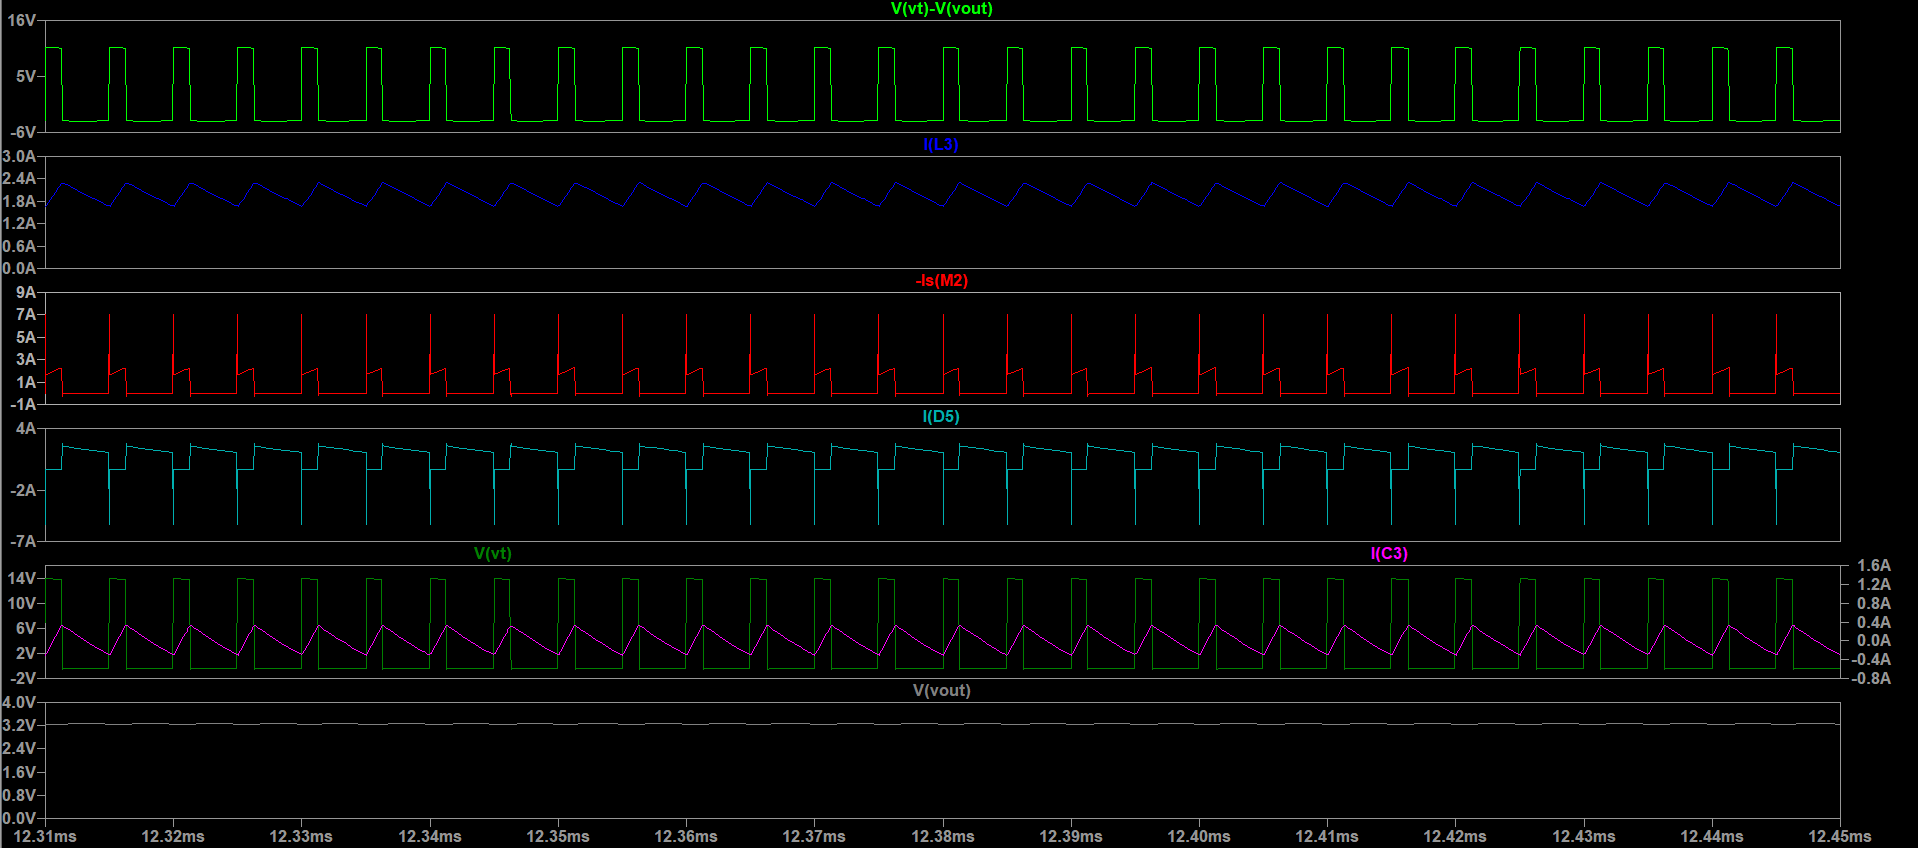 V(vt)-V(vout)
16V
5V
-6V
I(L3)
3.0A
2.4A
1.8A
1.2A
0.6A
0.0A
-Is(M2)
9A
7A
5A
3A
1A
-1A
I(D5)
4A
-2A
-7A
V(vt) I(C3)
14V
10V
6V
2V
-2V
1.6A
1.2A
0.8A
0.4A
0.0A
-0.4A
-0.8A
V(vout)
4.0V
3.2V
2.4V
1.6V
0.8V
0.0V
12.31ms 12.32ms 12.33ms 12.34ms 12.35ms 12.36ms 12.37ms 12.38ms 12.39ms 12.40ms 12.41ms 12.42ms 12.43ms 12.44ms 12.45ms